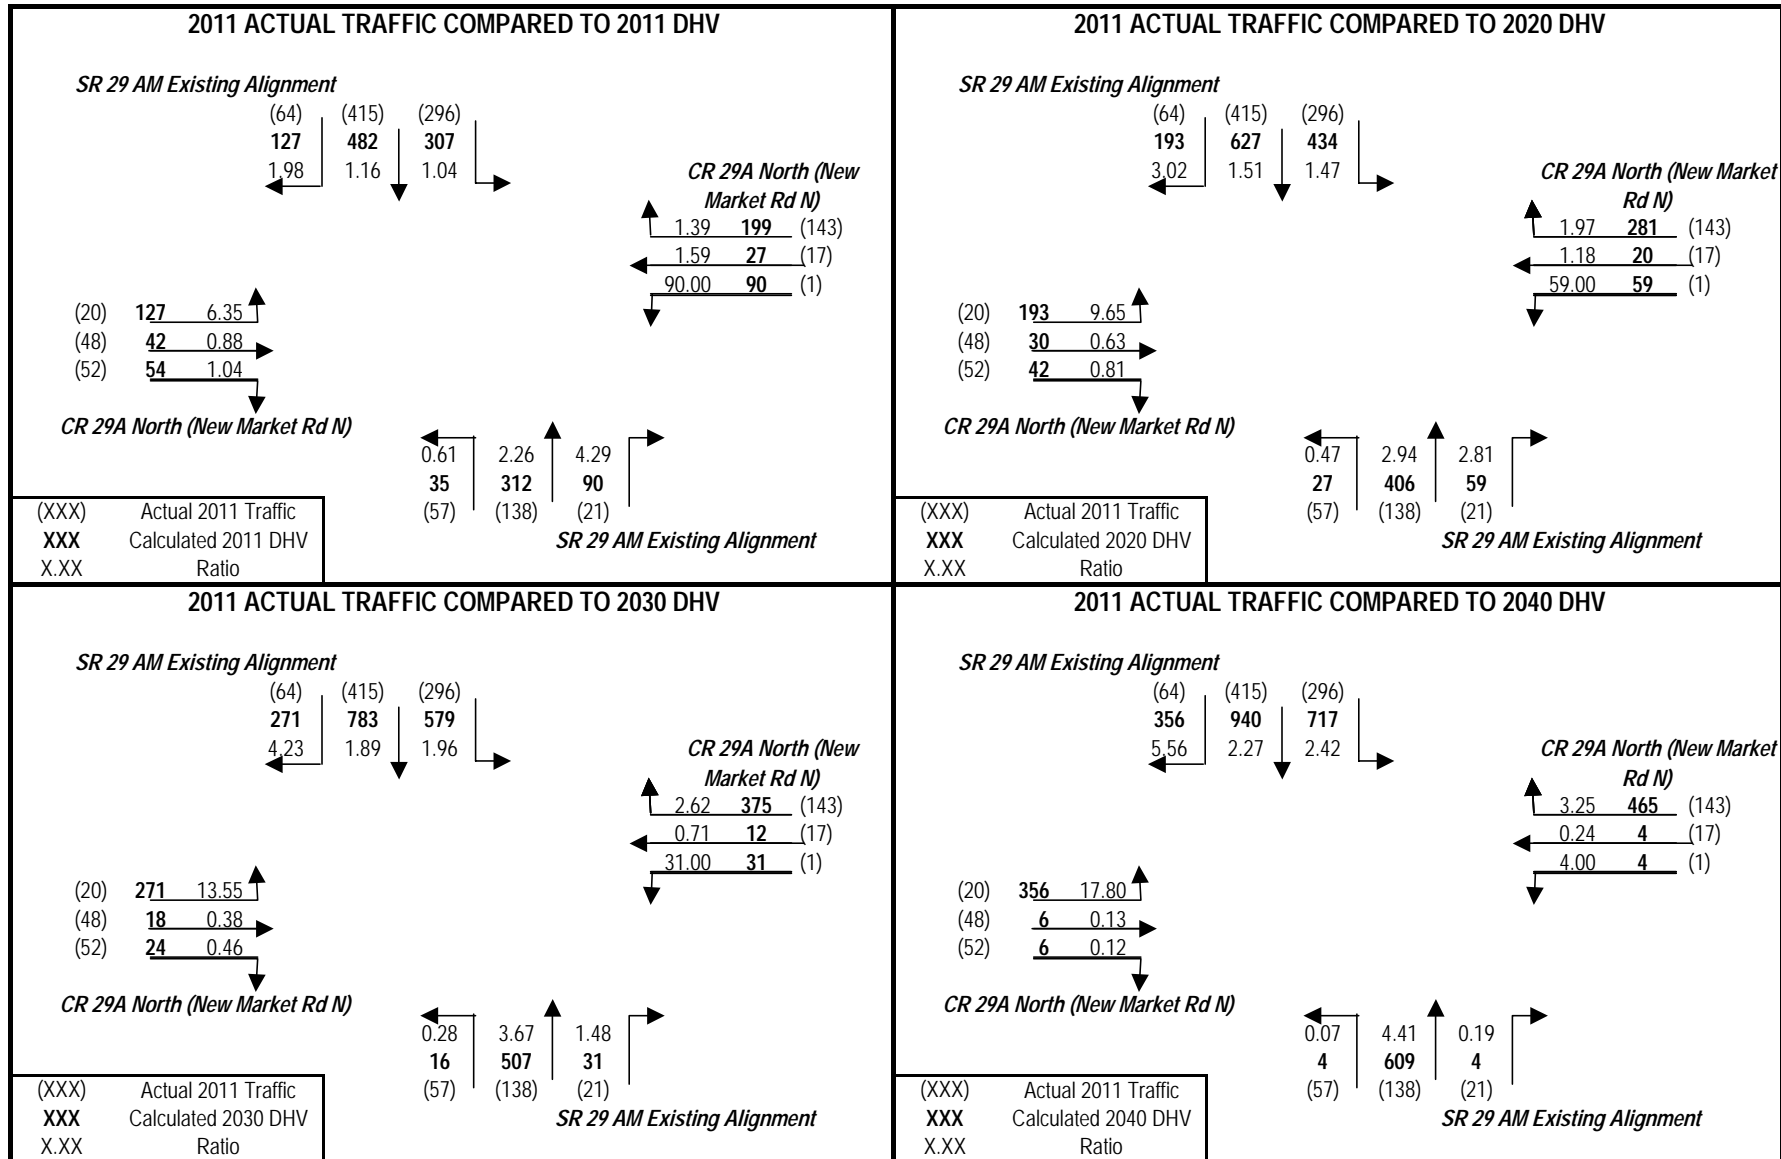 2011 ACTUAL TRAFFIC COMPARED TO 2011 DHV
SR 29 AM Existing Alignment
(64) (415) (296)
127 482 307
1.98 1.16 1.04
CR 29A North (New
Market Rd N)
1.39 199 (143)
1.59 27 (17)
90.00 90 (1)
(20) 127 6.35
(48) 42 0.88
(52) 54 1.04
CR 29A North (New Market Rd N)
0.61 2.26 4.29
35 312 90
(57) (138) (21)
SR 29 AM Existing Alignment
(XXX) Actual 2011 Traffic
XXX Calculated 2011 DHV
X.XX Ratio
2011 ACTUAL TRAFFIC COMPARED TO 2020 DHV
SR 29 AM Existing Alignment
(64) (415) (296)
193 627 434
3.02 1.51 1.47
CR 29A North (New Market
Rd N)
1.97 281 (143)
1.18 20 (17)
59.00 59 (1)
(20) 193 9.65
(48) 30 0.63
(52) 42 0.81
CR 29A North (New Market Rd N)
0.47 2.94 2.81
27 406 59
(57) (138) (21)
SR 29 AM Existing Alignment
(XXX) Actual 2011 Traffic
XXX Calculated 2020 DHV
X.XX Ratio
2011 ACTUAL TRAFFIC COMPARED TO 2030 DHV
SR 29 AM Existing Alignment
(64) (415) (296)
271 783 579
4.23 1.89 1.96
CR 29A North (New
Market Rd N)
2.62 375 (143)
0.71 12 (17)
31.00 31 (1)
(20) 271 13.55
(48) 18 0.38
(52) 24 0.46
CR 29A North (New Market Rd N)
0.28 3.67 1.48
16 507 31
(57) (138) (21)
SR 29 AM Existing Alignment
(XXX) Actual 2011 Traffic
XXX Calculated 2030 DHV
X.XX Ratio
2011 ACTUAL TRAFFIC COMPARED TO 2040 DHV
SR 29 AM Existing Alignment
(64) (415) (296)
356 940 717
5.56 2.27 2.42
CR 29A North (New Market
Rd N)
3.25 465 (143)
0.24 4 (17)
4.00 4 (1)
(20) 356 17.80
(48) 6 0.13
(52) 6 0.12
CR 29A North (New Market Rd N)
0.07 4.41 0.19
4 609 4
(57) (138) (21)
SR 29 AM Existing Alignment
(XXX) Actual 2011 Traffic
XXX Calculated 2040 DHV
X.XX Ratio